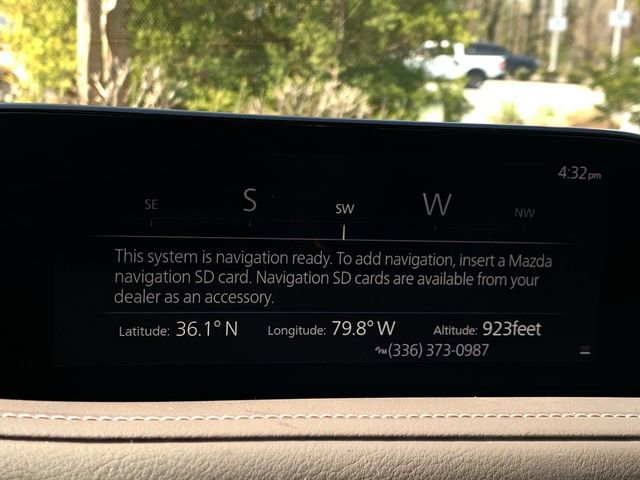 4:32pm
SE S SW W NW
This system is navigation ready. To add navigation, insert a Mazda
navigation SD card. Navigation SD cards are available from your
dealer as an accessory.
Latitude: 36.1° N Longitude: 79.8° W Altitude: 923feet
FM (336) 373-0987